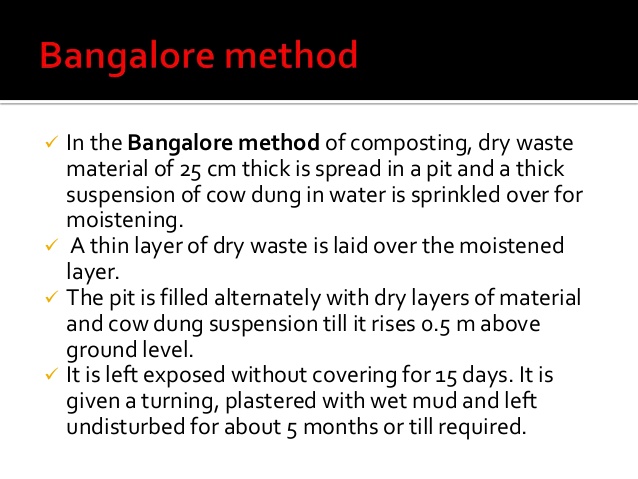 Bangalore method
✓ In the Bangalore method of composting, dry waste
material of 25 cm thick is spread in a pit and a thick
suspension of cow dung in water is sprinkled over for
moistening.
✓ A thin layer of dry waste is laid over the moistened
layer.
✓ The pit is filled alternately with dry layers of material
and cow dung suspension till it rises 0.5 m above
ground level.
✓ It is left exposed without covering for 15 days. It is
given a turning, plastered with wet mud and left
undisturbed for about 5 months or till required.